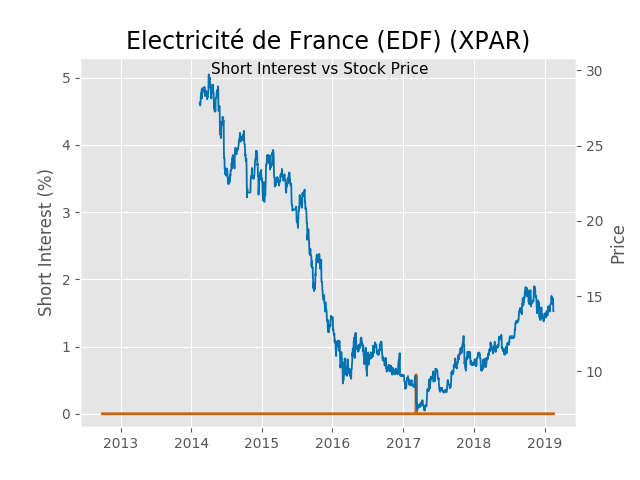 Electricité de France (EDF) (XPAR)
Short Interest vs Stock Price
Short Interest (%)
5
4
3
2
1
0
30
25
20
15
10
Price
2013 2014 2015 2016 2017 2018 2019